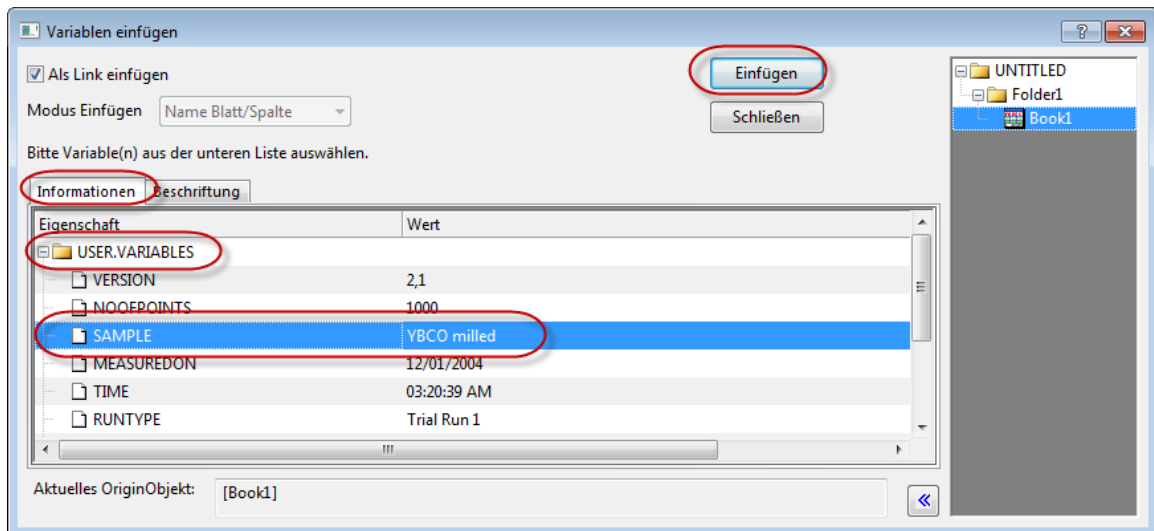 Variablen einfügen
Als Link einfügen
Einfügen
Modus Einfügen Name Blatt/Spalte
Schließen
Bitte Variable(n) aus der unteren Liste auswählen.
Informationen Beschriftung
Eigenschaft Wert
USER.VARIABLES
VERSION 2,1
NOOFPOINTS 1000
SAMPLE YBCO milled
MEASUREDON 12/01/2004
TIME 03:20:39 AM
RUNTYPE Trial Run 1
Aktuelles OriginObjekt: [Book1]
UNTITLED
Folder1
Book1